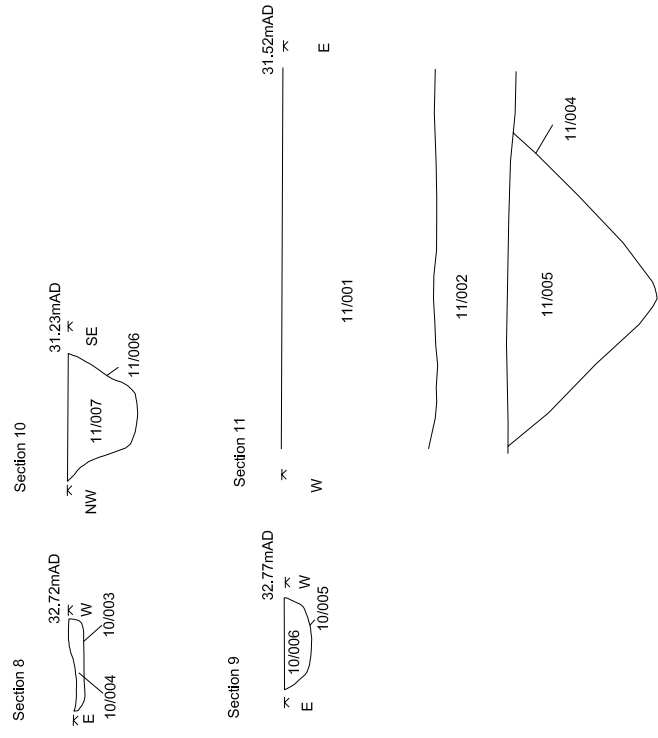 Section 8
32.72mAD
E
W
10/004
10/003
Section 10
31.23mAD
NW
SE
11/007
11/006
Section 9
32.77mAD
E
W
10/006
10/005
Section 11
31.52mAD
W
E
11/001
11/002
11/005
11/004